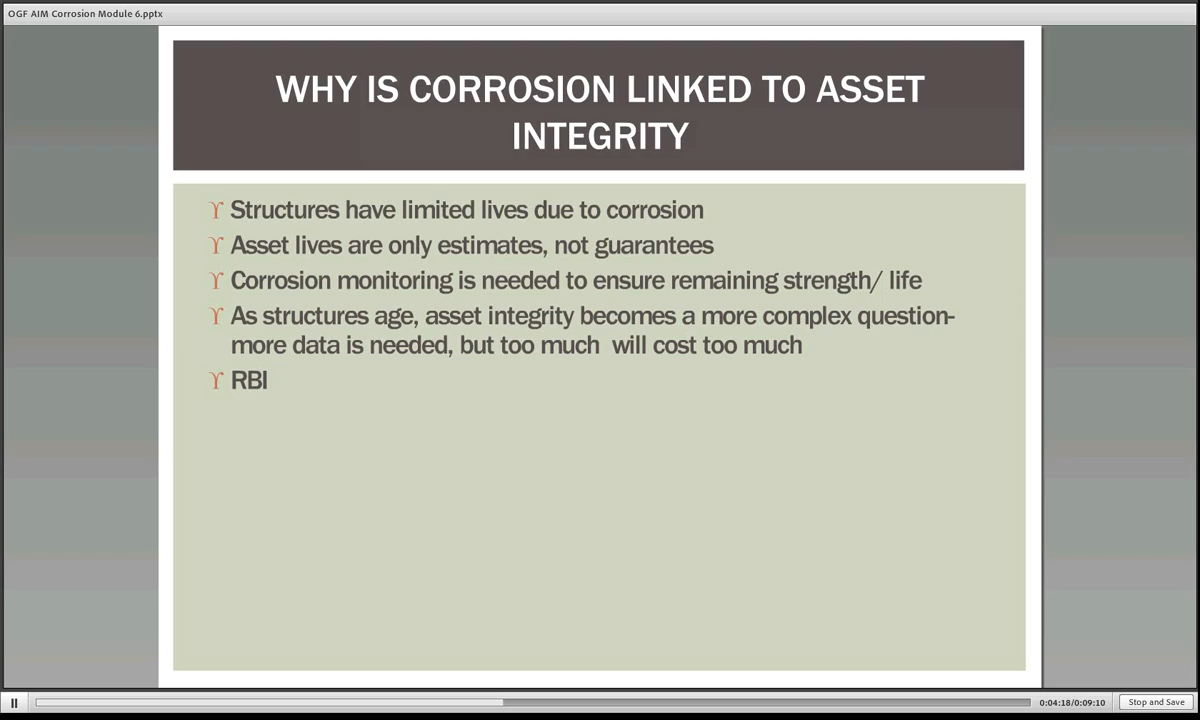 OGF AIM Corrosion Module 6.pptx
WHY IS CORROSION LINKED TO ASSET
INTEGRITY
Structures have limited lives due to corrosion
Asset lives are only estimates, not guarantees
Corrosion monitoring is needed to ensure remaining strength/ life
As structures age, asset integrity becomes a more complex question-
more data is needed, but too much  will cost too much
RBI
0:04:18/0:09:10
Stop and Save